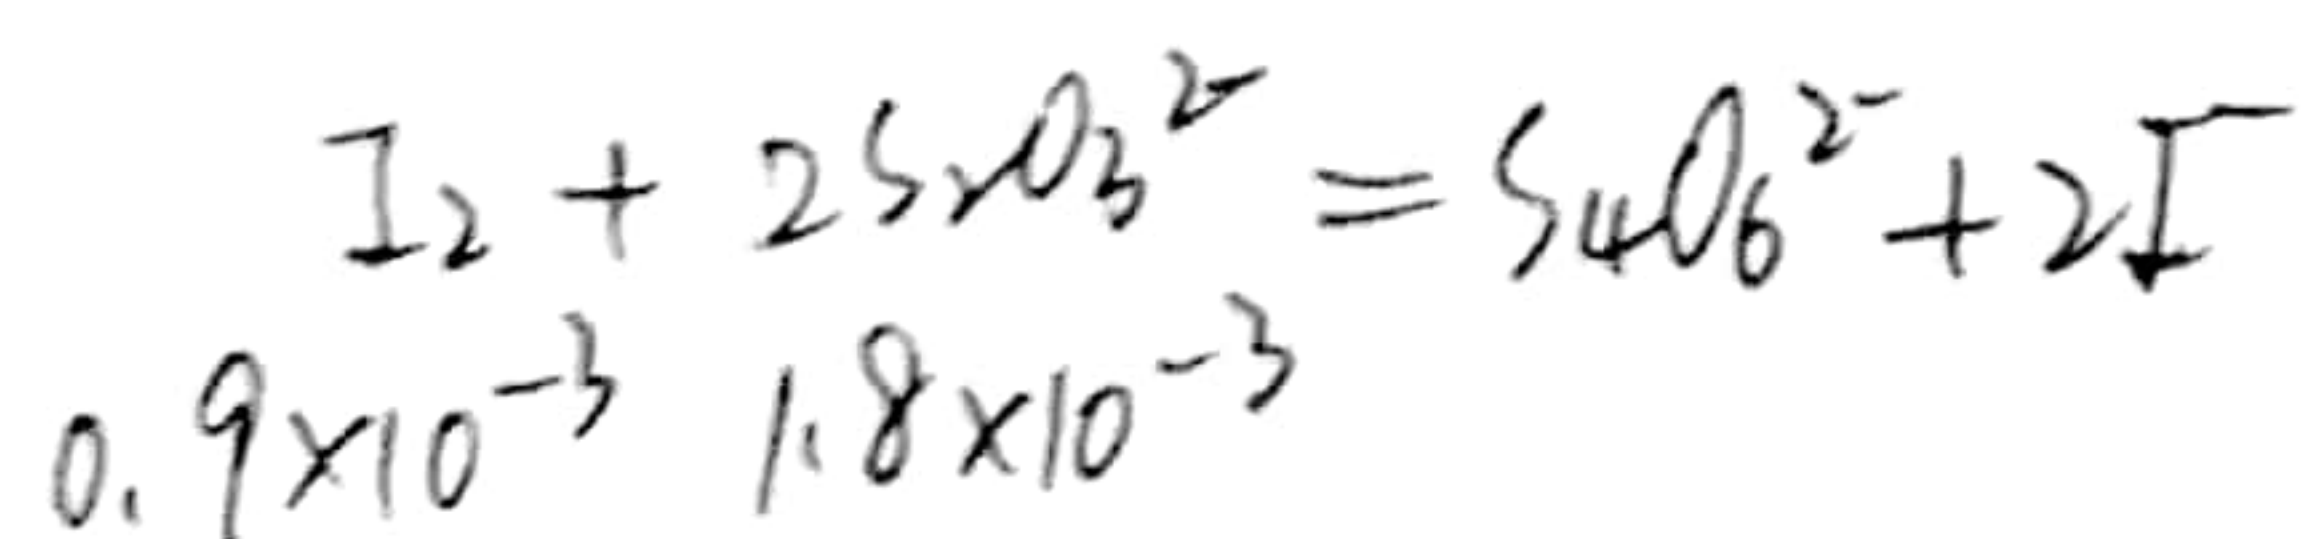 I₂ + 2S₂O₃²⁻ = S₄O₆²⁻ + 2I⁻
0.9×10⁻³ 1.8×10⁻³